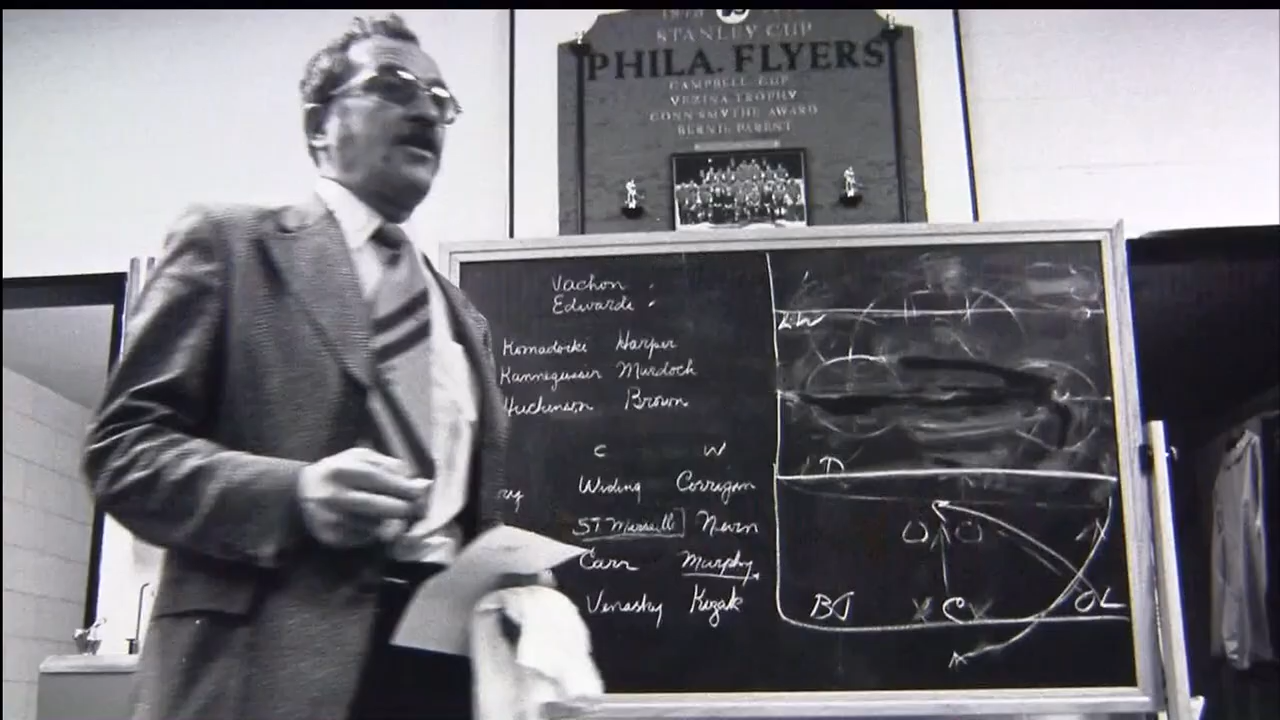 STANLEY CUP
PHILA. FLYERS
CAMPBELL CUP
VEZINA TROPHY
CONN SMYTHE AWARD
BERNIE PARENT
Vachon
Edwards
Komadoski Harper
Kannegiesser Murdoch
Hutchinson Brown
C W
Widing Corrigan
ST Marseille Nevin
Carr Murphy
Venasky Kozak
LW
D
O O
BJ X C X OL